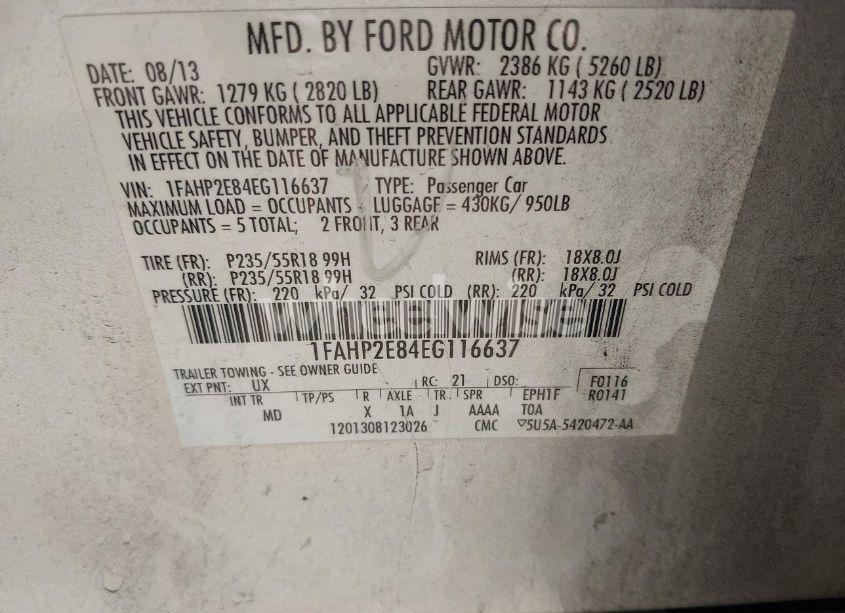 MFD. BY FORD MOTOR CO.
DATE: 08/13 GVWR: 2386 KG ( 5260 LB)
FRONT GAWR: 1279 KG ( 2820 LB) REAR GAWR: 1143 KG ( 2520 LB)
THIS VEHICLE CONFORMS TO ALL APPLICABLE FEDERAL MOTOR
VEHICLE SAFETY, BUMPER, AND THEFT PREVENTION STANDARDS
IN EFFECT ON THE DATE OF MANUFACTURE SHOWN ABOVE.
VIN: 1FAHP2E84EG116637 TYPE: Passenger Car
MAXIMUM LOAD = OCCUPANTS + LUGGAGE = 430KG/ 950LB
OCCUPANTS = 5 TOTAL; 2 FRONT, 3 REAR
TIRE (FR): P235/55R18 99H RIMS (FR): 18X8.0J
(RR): P235/55R18 99H (RR): 18X8.0J
PRESSURE (FR): 220 kPa/ 32 PSI COLD (RR): 220 kPa/ 32 PSI COLD
1FAHP2E84EG116637
TRAILER TOWING - SEE OWNER GUIDE
EXT PNT: UX RC: 21 DSO: F0116
INT TR TP/PS R AXLE TR SPR EPH1F R0141
MD X 1A J AAAA TOA
1201308123026 CMC 5U5A-5420472-AA